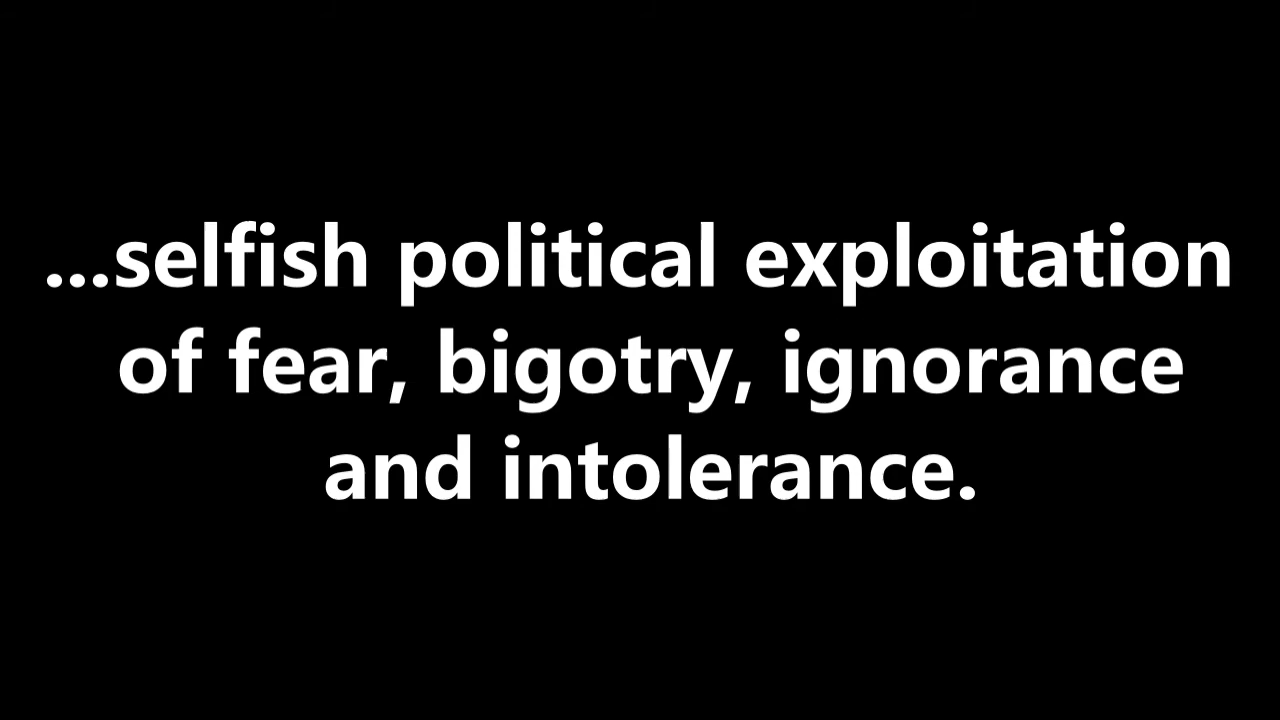 ...selfish political exploitation
of fear, bigotry, ignorance
and intolerance.